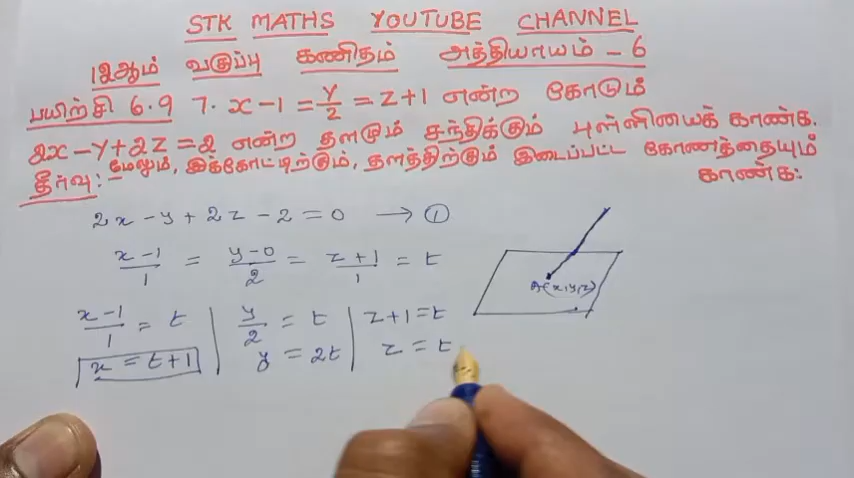 STK MATHS YOUTUBE CHANNEL
12ஆம் வகுப்பு கணிதம் அத்தியாயம் - 6
பயிற்சி 6.9 7. x-1 = y/2 = z+1 என்ற கோடும்
2x-y+2z=2 என்ற தளமும் சந்திக்கும் புள்ளியைக் காண்க.
மேலும், இக்கோட்டிற்கும், தளத்திற்கும் இடைப்பட்ட கோணத்தையும்
தீர்வு:- காண்க:
2x-y+2z-2=0 → ①
(x-1)/1 = (y-0)/2 = (z+1)/1 = t
A(x,y,z)
(x-1)/1 = t | y/2 = t | z+1=t
x = t+1 | y = 2t | z = t